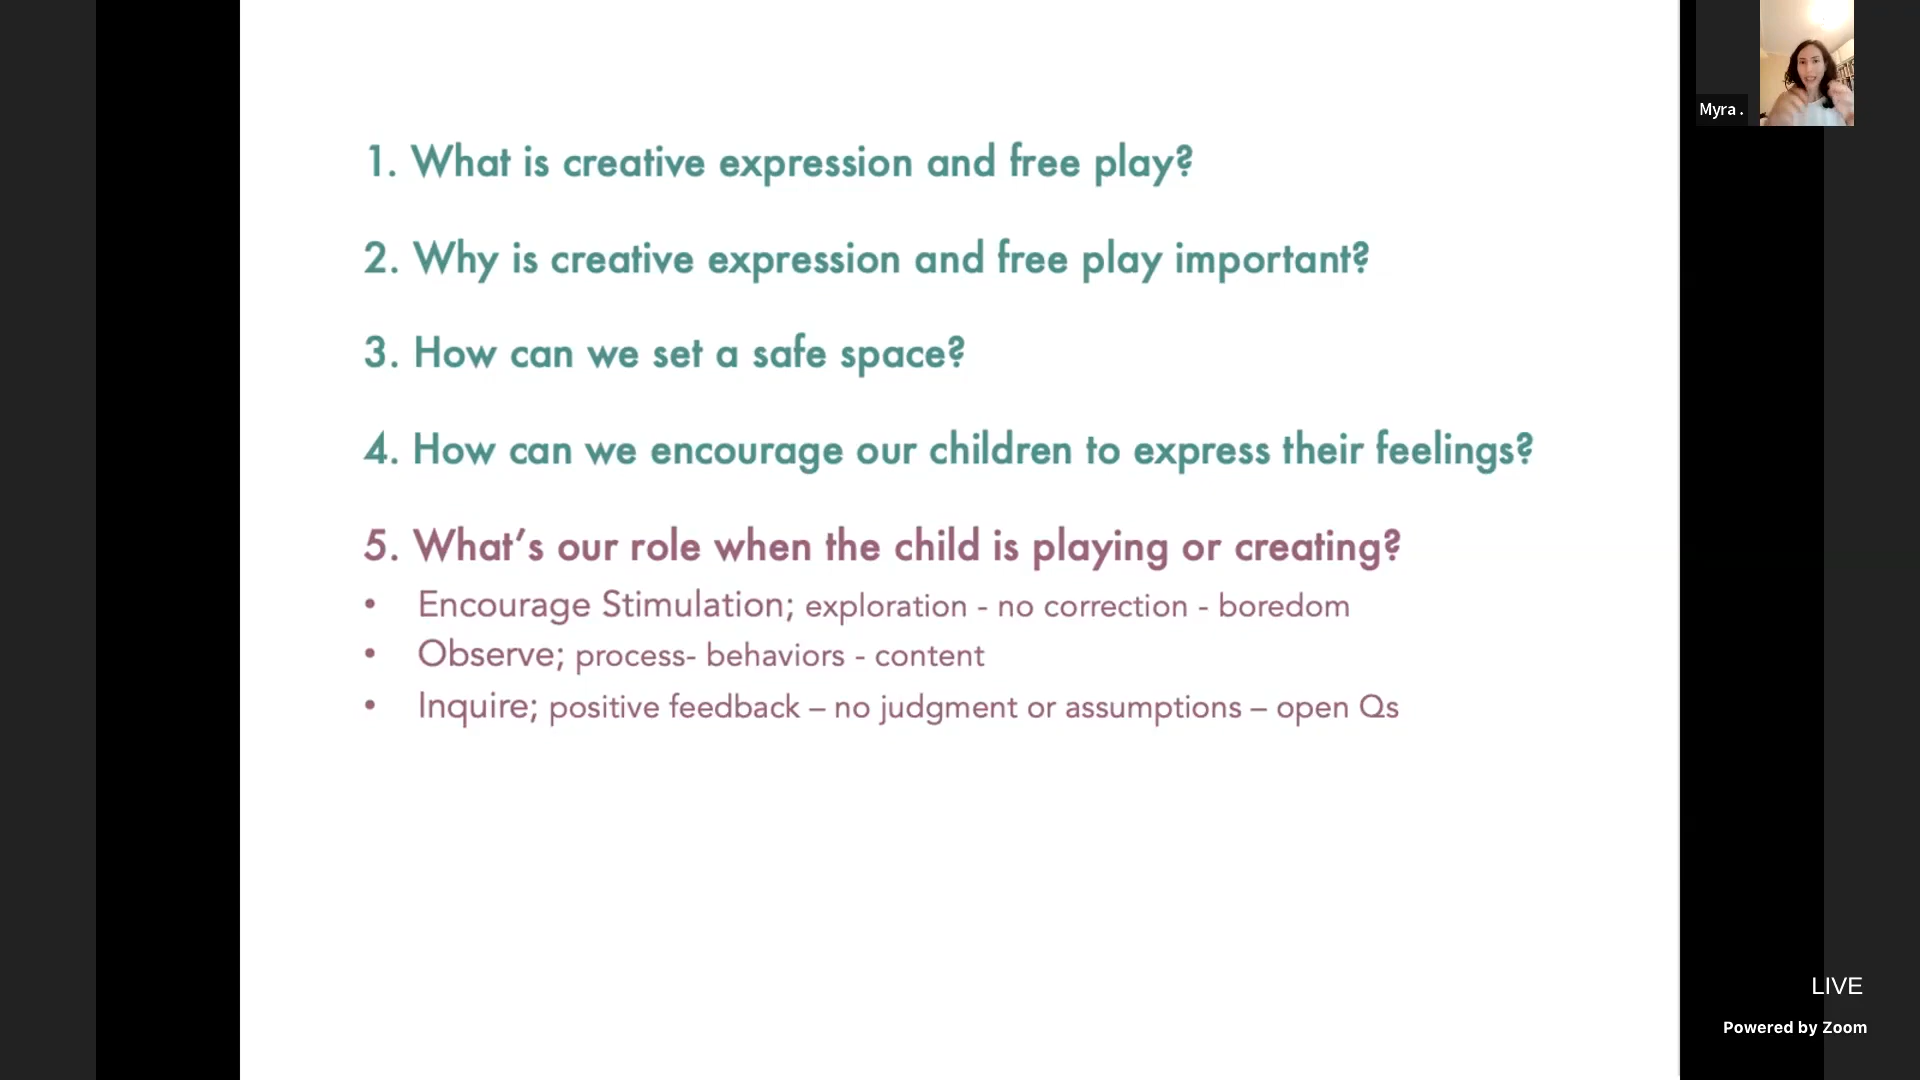 1. What is creative expression and free play?
2. Why is creative expression and free play important?
3. How can we set a safe space?
4. How can we encourage our children to express their feelings?
5. What’s our role when the child is playing or creating?
• Encourage Stimulation; exploration - no correction - boredom
• Observe; process- behaviors - content
• Inquire; positive feedback – no judgment or assumptions – open Qs
Myra .
LIVE
Powered by Zoom